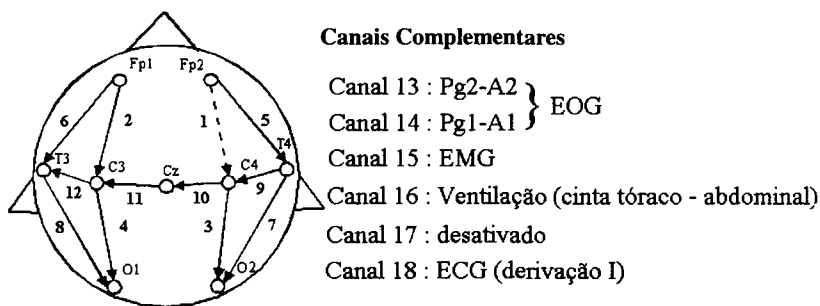 Canais Complementares
Fp1 Fp2
Canal 13 : Pg2-A2
Canal 14 : Pg1-A1
EOG
6 2 1 5
T4
Canal 15 : EMG
T3 C3 Cz C4
12 11 10 9
Canal 16 : Ventilação (cinta tóraco - abdominal)
8 4 3 7
Canal 17 : desativado
O1 O2
Canal 18 : ECG (derivação I)